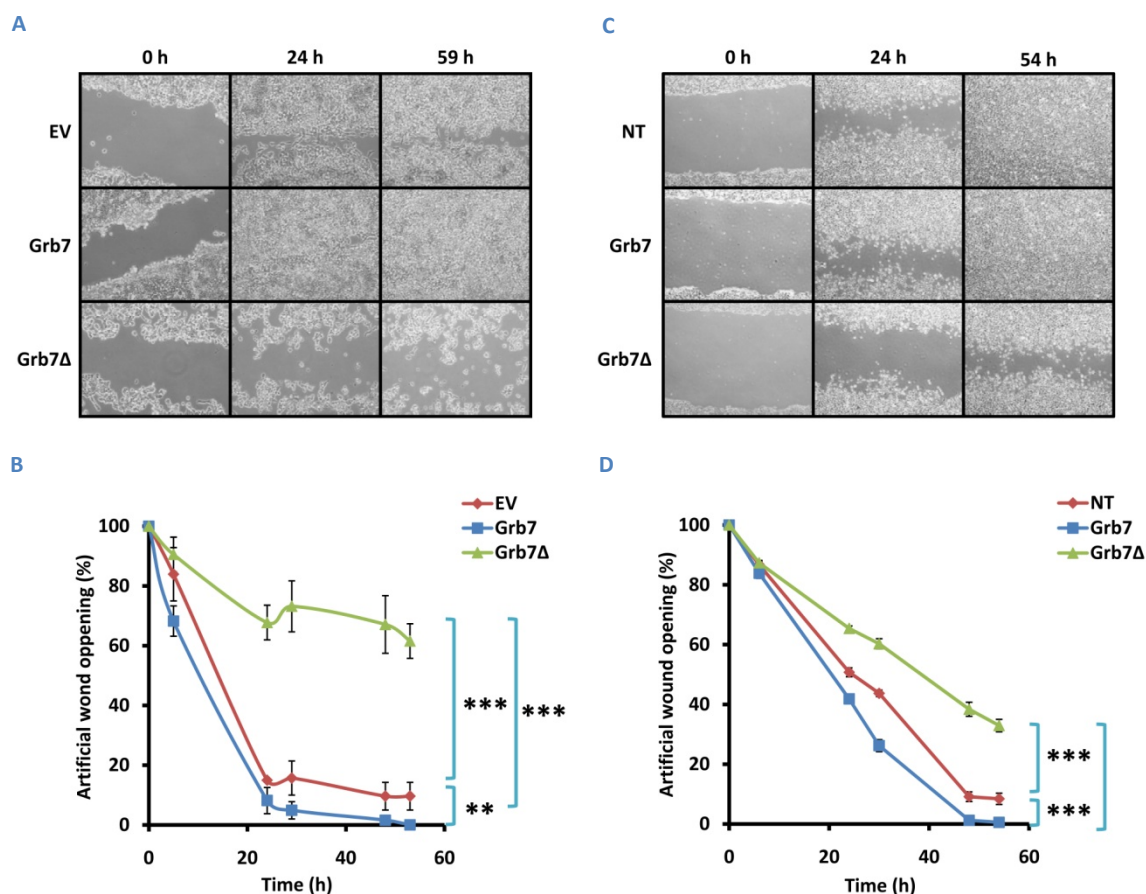 A
0 h 24 h 59 h
EV
Grb7
Grb7Δ
C
0 h 24 h 54 h
NT
Grb7
Grb7Δ
B
EV
Grb7
Grb7Δ
Artificial wond opening (%)
100
80
60
40
20
0
0 20 40 60
Time (h)
***
***
**
D
NT
Grb7
Grb7Δ
Artificial wound opening (%)
100
80
60
40
20
0
0 20 40 60
Time (h)
***
***